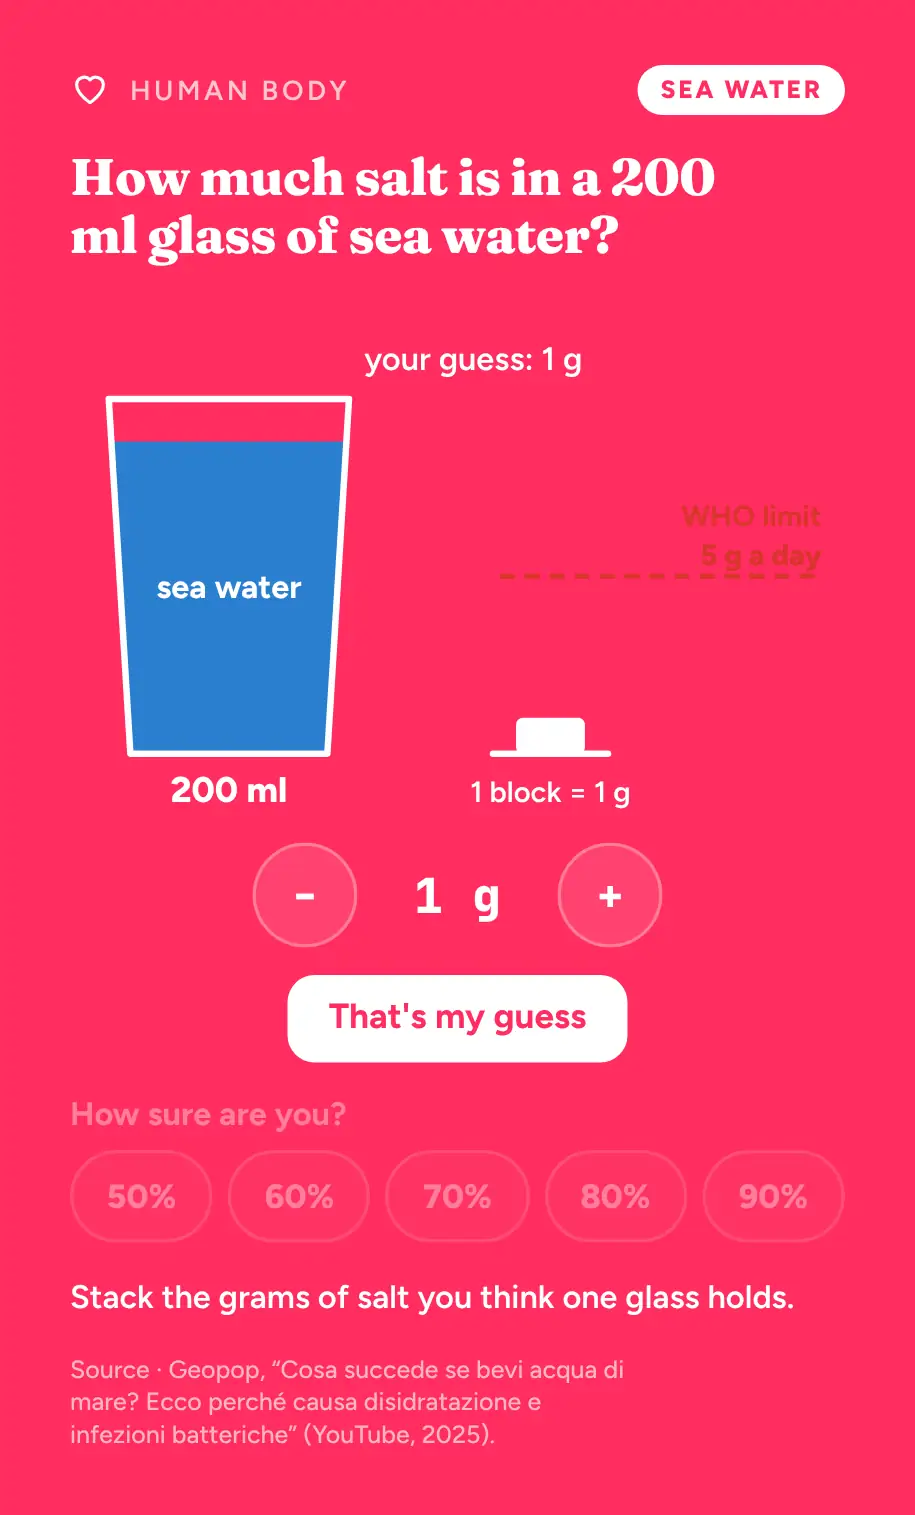 HUMAN BODY
SEA WATER
How much salt is in a 200
ml glass of sea water?
your guess: 1 g
WHO limit
5 g a day
sea water
200 ml
1 block = 1 g
-
1 g
+
That's my guess
How sure are you?
50%
60%
70%
80%
90%
Stack the grams of salt you think one glass holds.
Source · Geopop, “Cosa succede se bevi acqua di
mare? Ecco perché causa disidratazione e
infezioni batteriche” (YouTube, 2025).